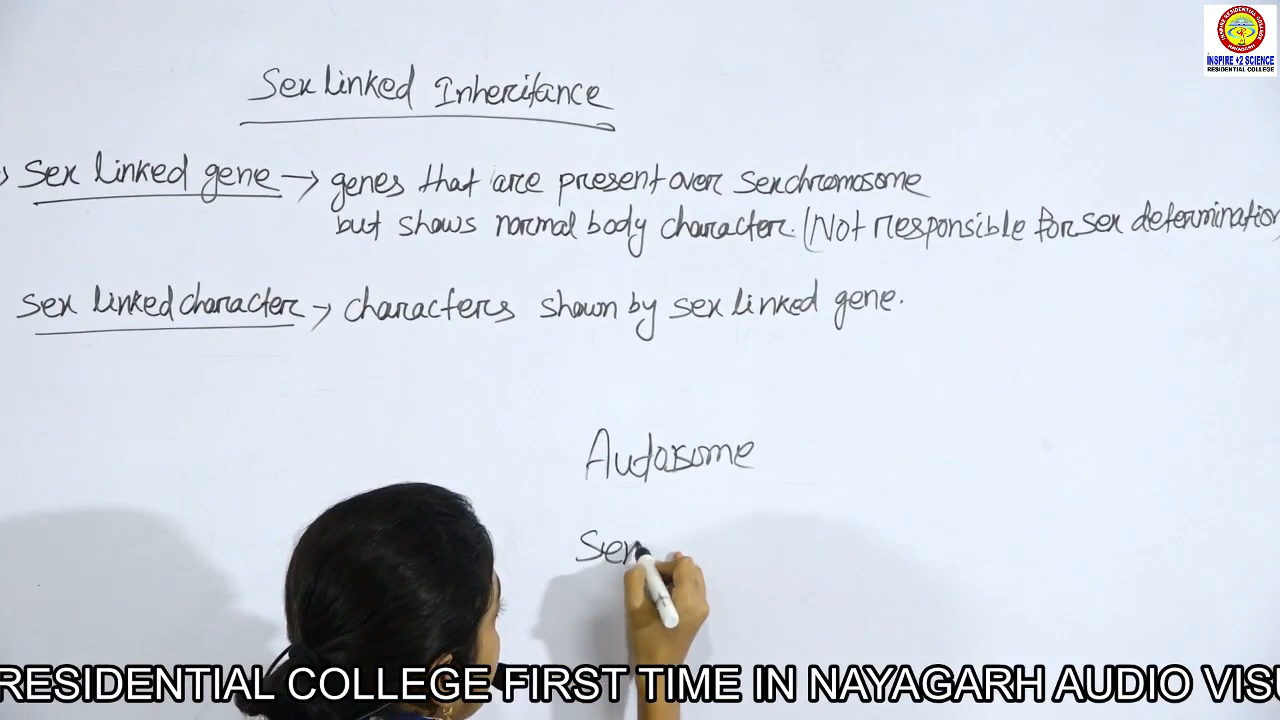 Sex linked Inheritance
Sex linked gene → genes that are present over sexchromosome
but shows normal body character. (Not responsible for sex determination
Sex linked character → characters shown by sex linked gene.
Autosome
Sex
INSPIRE +2 SCIENCE
RESIDENTIAL COLLEGE
RESIDENTIAL COLLEGE FIRST TIME IN NAYAGARH AUDIO VISU